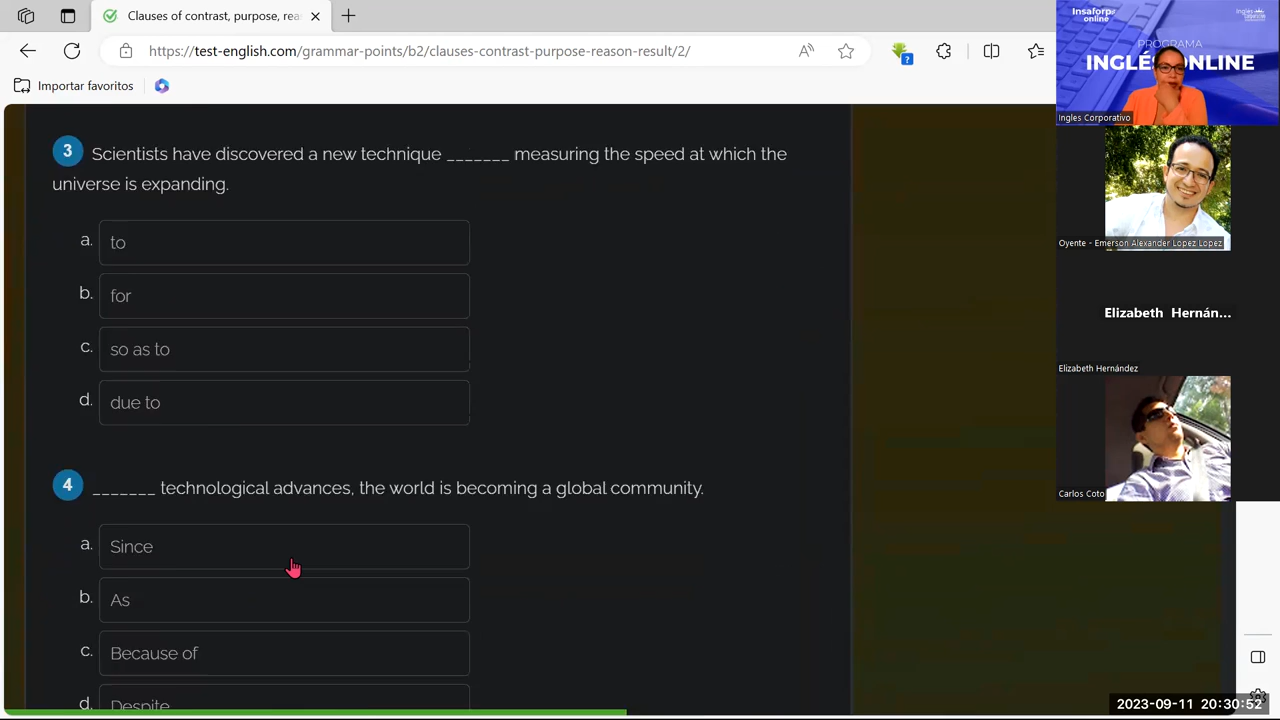 Clauses of contrast, purpose, rea
https://test-english.com/grammar-points/b2/clauses-contrast-purpose-reason-result/2/
Importar favoritos
3 Scientists have discovered a new technique _______ measuring the speed at which the
universe is expanding.
a. to
b. for
c. so as to
d. due to
4 _______ technological advances, the world is becoming a global community.
a. Since
b. As
c. Because of
d. Despite
Insaforp
online
PROGRAMA
INGLÉS ONLINE
Ingles Corporativo
Oyente - Emerson Alexander Lopez Lopez
Elizabeth Hernán...
Elizabeth Hernández
Carlos Coto
2023-09-11 20:30:52